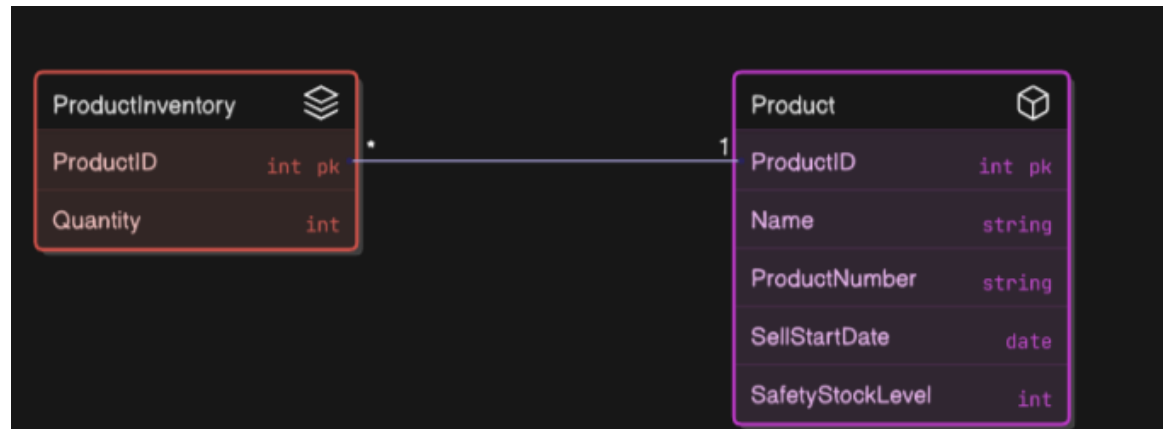 ProductInventory
ProductID int pk
Quantity int
*
1
Product
ProductID int pk
Name string
ProductNumber string
SellStartDate date
SafetyStockLevel int